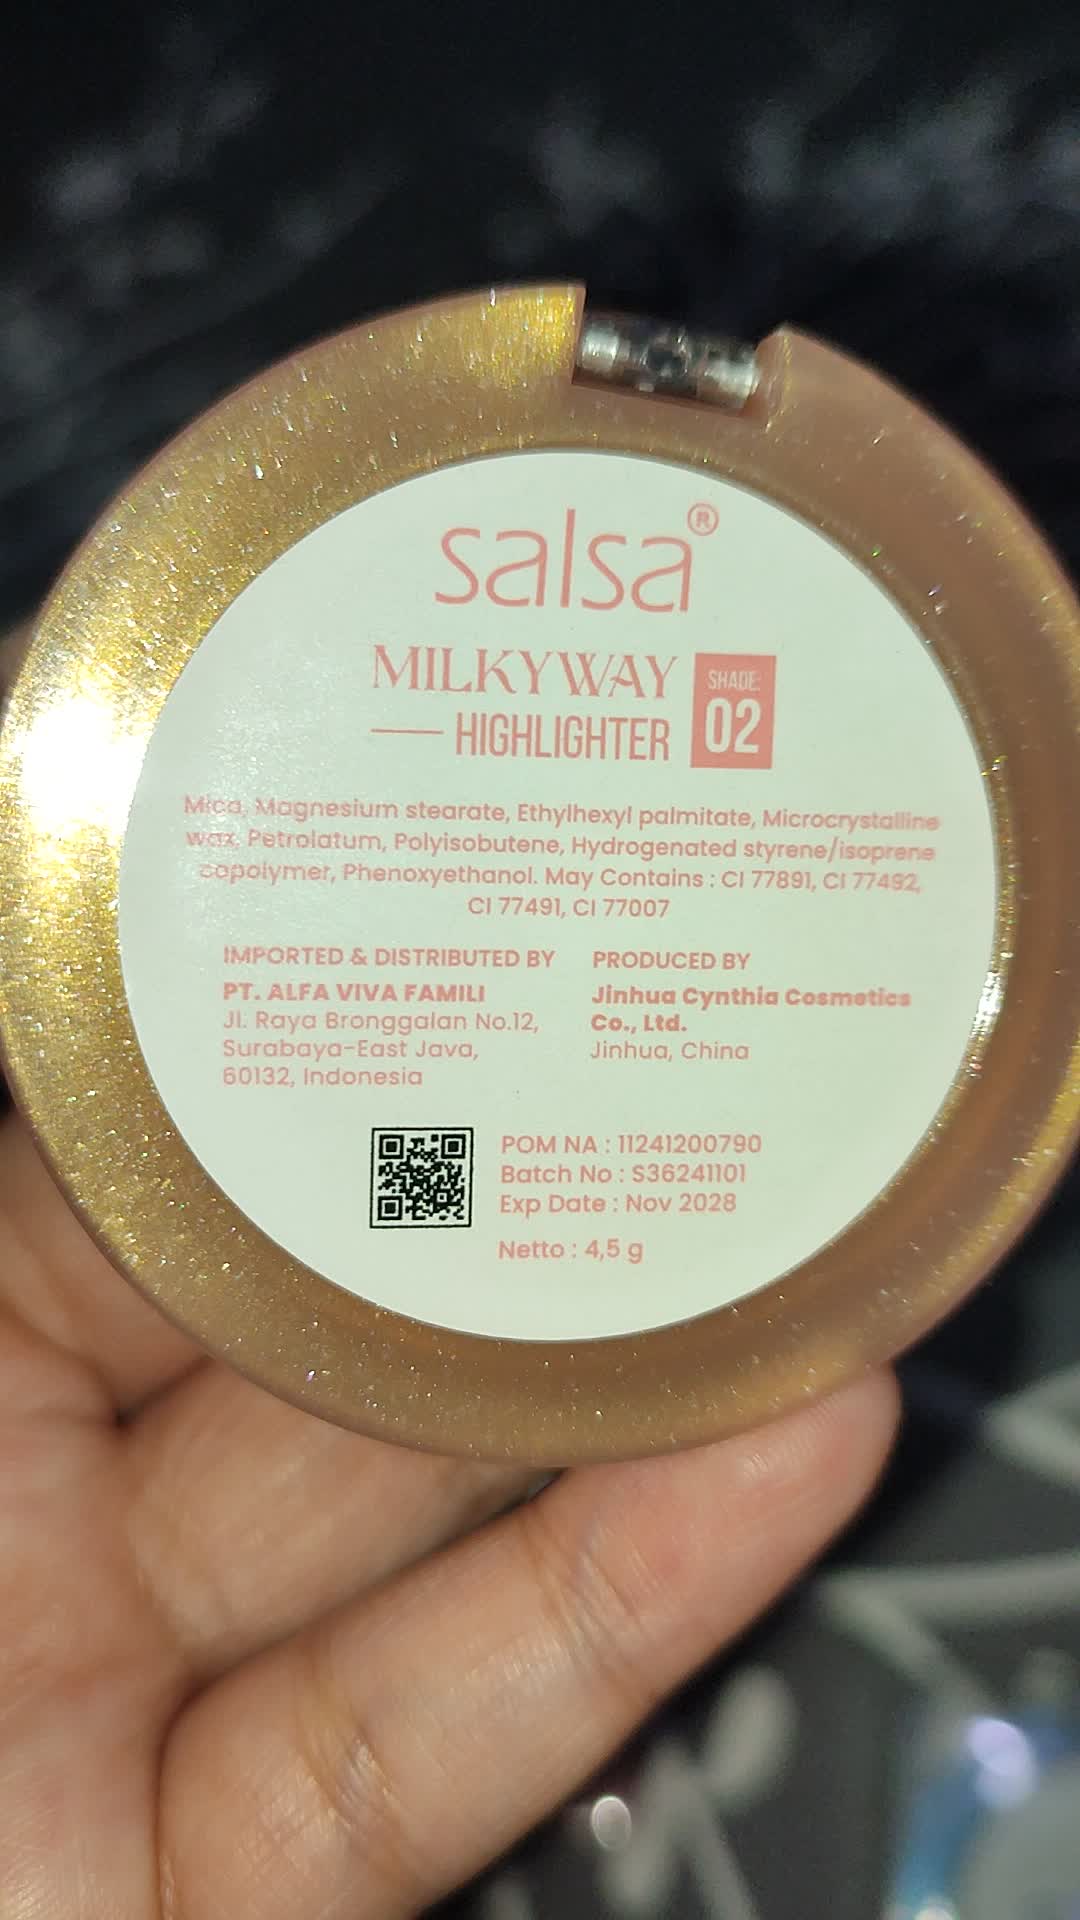 salsa®
MILKYWAY
HIGHLIGHTER
SHADE:
02
Mica, Magnesium stearate, Ethylhexyl palmitate, Microcrystalline
wax, Petrolatum, Polyisobutene, Hydrogenated styrene/isoprene
copolymer, Phenoxyethanol. May Contains : CI 77891, CI 77492,
CI 77491, CI 77007
IMPORTED & DISTRIBUTED BY
PT. ALFA VIVA FAMILI
Jl. Raya Bronggalan No.12,
Surabaya-East Java,
60132, Indonesia
PRODUCED BY
Jinhua Cynthia Cosmetics
Co., Ltd.
Jinhua, China
POM NA : 11241200790
Batch No : S36241101
Exp Date : Nov 2028
Netto : 4,5 g